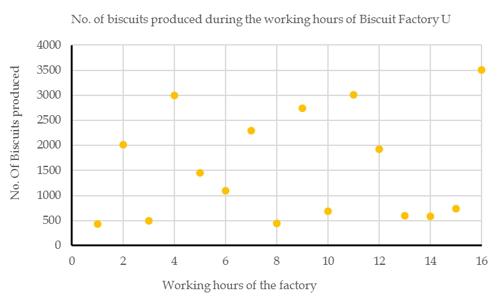 No. of biscuits produced during the working hours of Biscuit Factory U
4000
3500
3000
2500
2000
1500
1000
500
0
0 2 4 6 8 10 12 14 16
No. Of Biscuits produced
Working hours of the factory